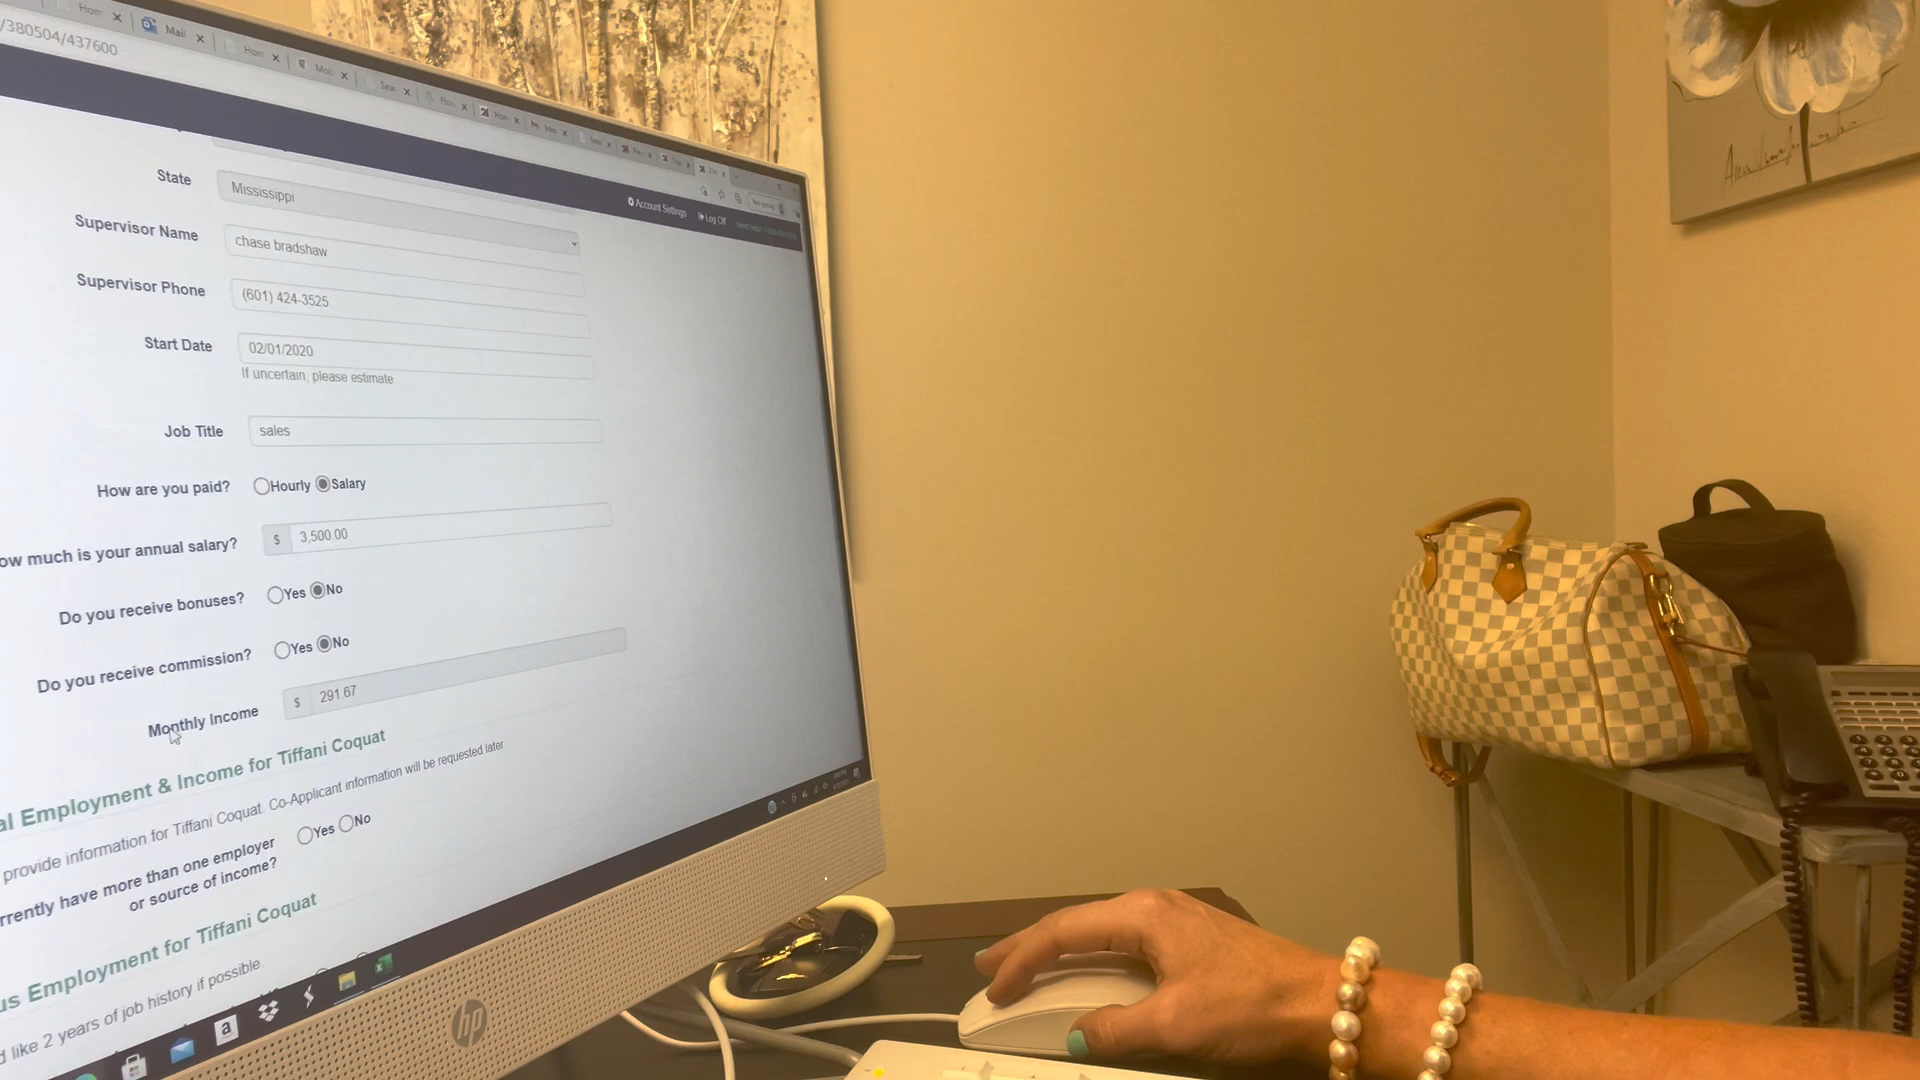 /380504/437600
Hom
Mail
Account Settings
Log Off
State
Mississippi
Supervisor Name
chase bradshaw
Supervisor Phone
(601) 424-3525
Start Date
02/01/2020
If uncertain, please estimate
Job Title
sales
How are you paid?
Hourly Salary
ow much is your annual salary?
$ 3,500.00
Do you receive bonuses?
Yes No
Do you receive commission?
Yes No
Monthly Income
$ 291.67
al Employment & Income for Tiffani Coquat
provide information for Tiffani Coquat. Co-Applicant information will be requested later
rrently have more than one employer
or source of income?
Yes No
us Employment for Tiffani Coquat
d like 2 years of job history if possible.
hp